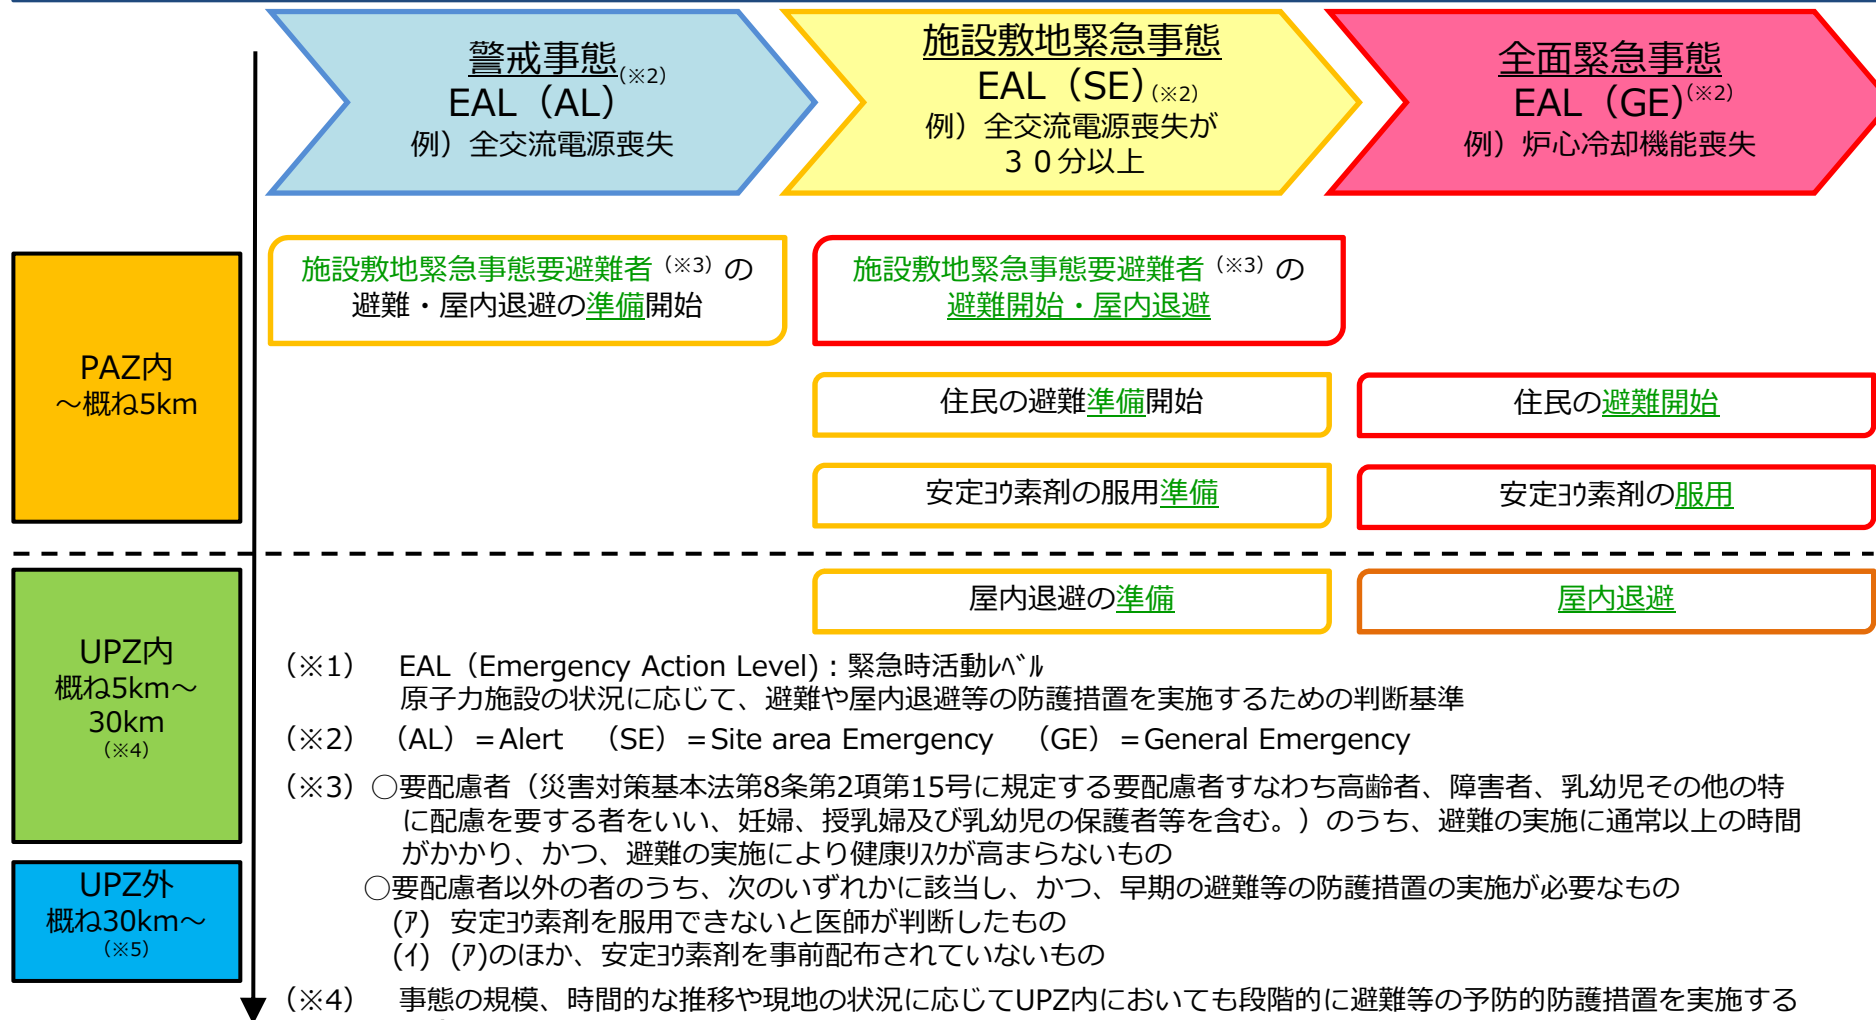 警戒事態(※2)
EAL（AL）
例）全交流電源喪失
施設敷地緊急事態
EAL（SE）(※2)
例）全交流電源喪失が
３０分以上
全面緊急事態
EAL（GE）(※2)
例）炉心冷却機能喪失
PAZ内
～概ね5km
施設敷地緊急事態要避難者（※3）の
避難・屋内退避の準備開始
施設敷地緊急事態要避難者（※3）の
避難開始・屋内退避
住民の避難準備開始
住民の避難開始
安定ﾖｳ素剤の服用準備
安定ﾖｳ素剤の服用
UPZ内
概ね5km～
30km
（※4）
屋内退避の準備
屋内退避
UPZ外
概ね30km～
（※5）
（※1） EAL（Emergency Action Level)：緊急時活動ﾚﾍﾞﾙ
原子力施設の状況に応じて、避難や屋内退避等の防護措置を実施するための判断基準
（※2）（AL）＝Alert （SE）＝Site area Emergency （GE）＝General Emergency
（※3）○要配慮者（災害対策基本法第8条第2項第15号に規定する要配慮者すなわち高齢者、障害者、乳幼児その他の特
に配慮を要する者をいい、妊婦、授乳婦及び乳幼児の保護者等を含む。）のうち、避難の実施に通常以上の時間
がかかり、かつ、避難の実施により健康ﾘｽｸが高まらないもの
○要配慮者以外の者のうち、次のいずれかに該当し、かつ、早期の避難等の防護措置の実施が必要なもの
(ｱ) 安定ﾖｳ素剤を服用できないと医師が判断したもの
(ｲ) (ｱ)のほか、安定ﾖｳ素剤を事前配布されていないもの
（※4） 事態の規模、時間的な推移や現地の状況に応じてUPZ内においても段階的に避難等の予防的防護措置を実施する